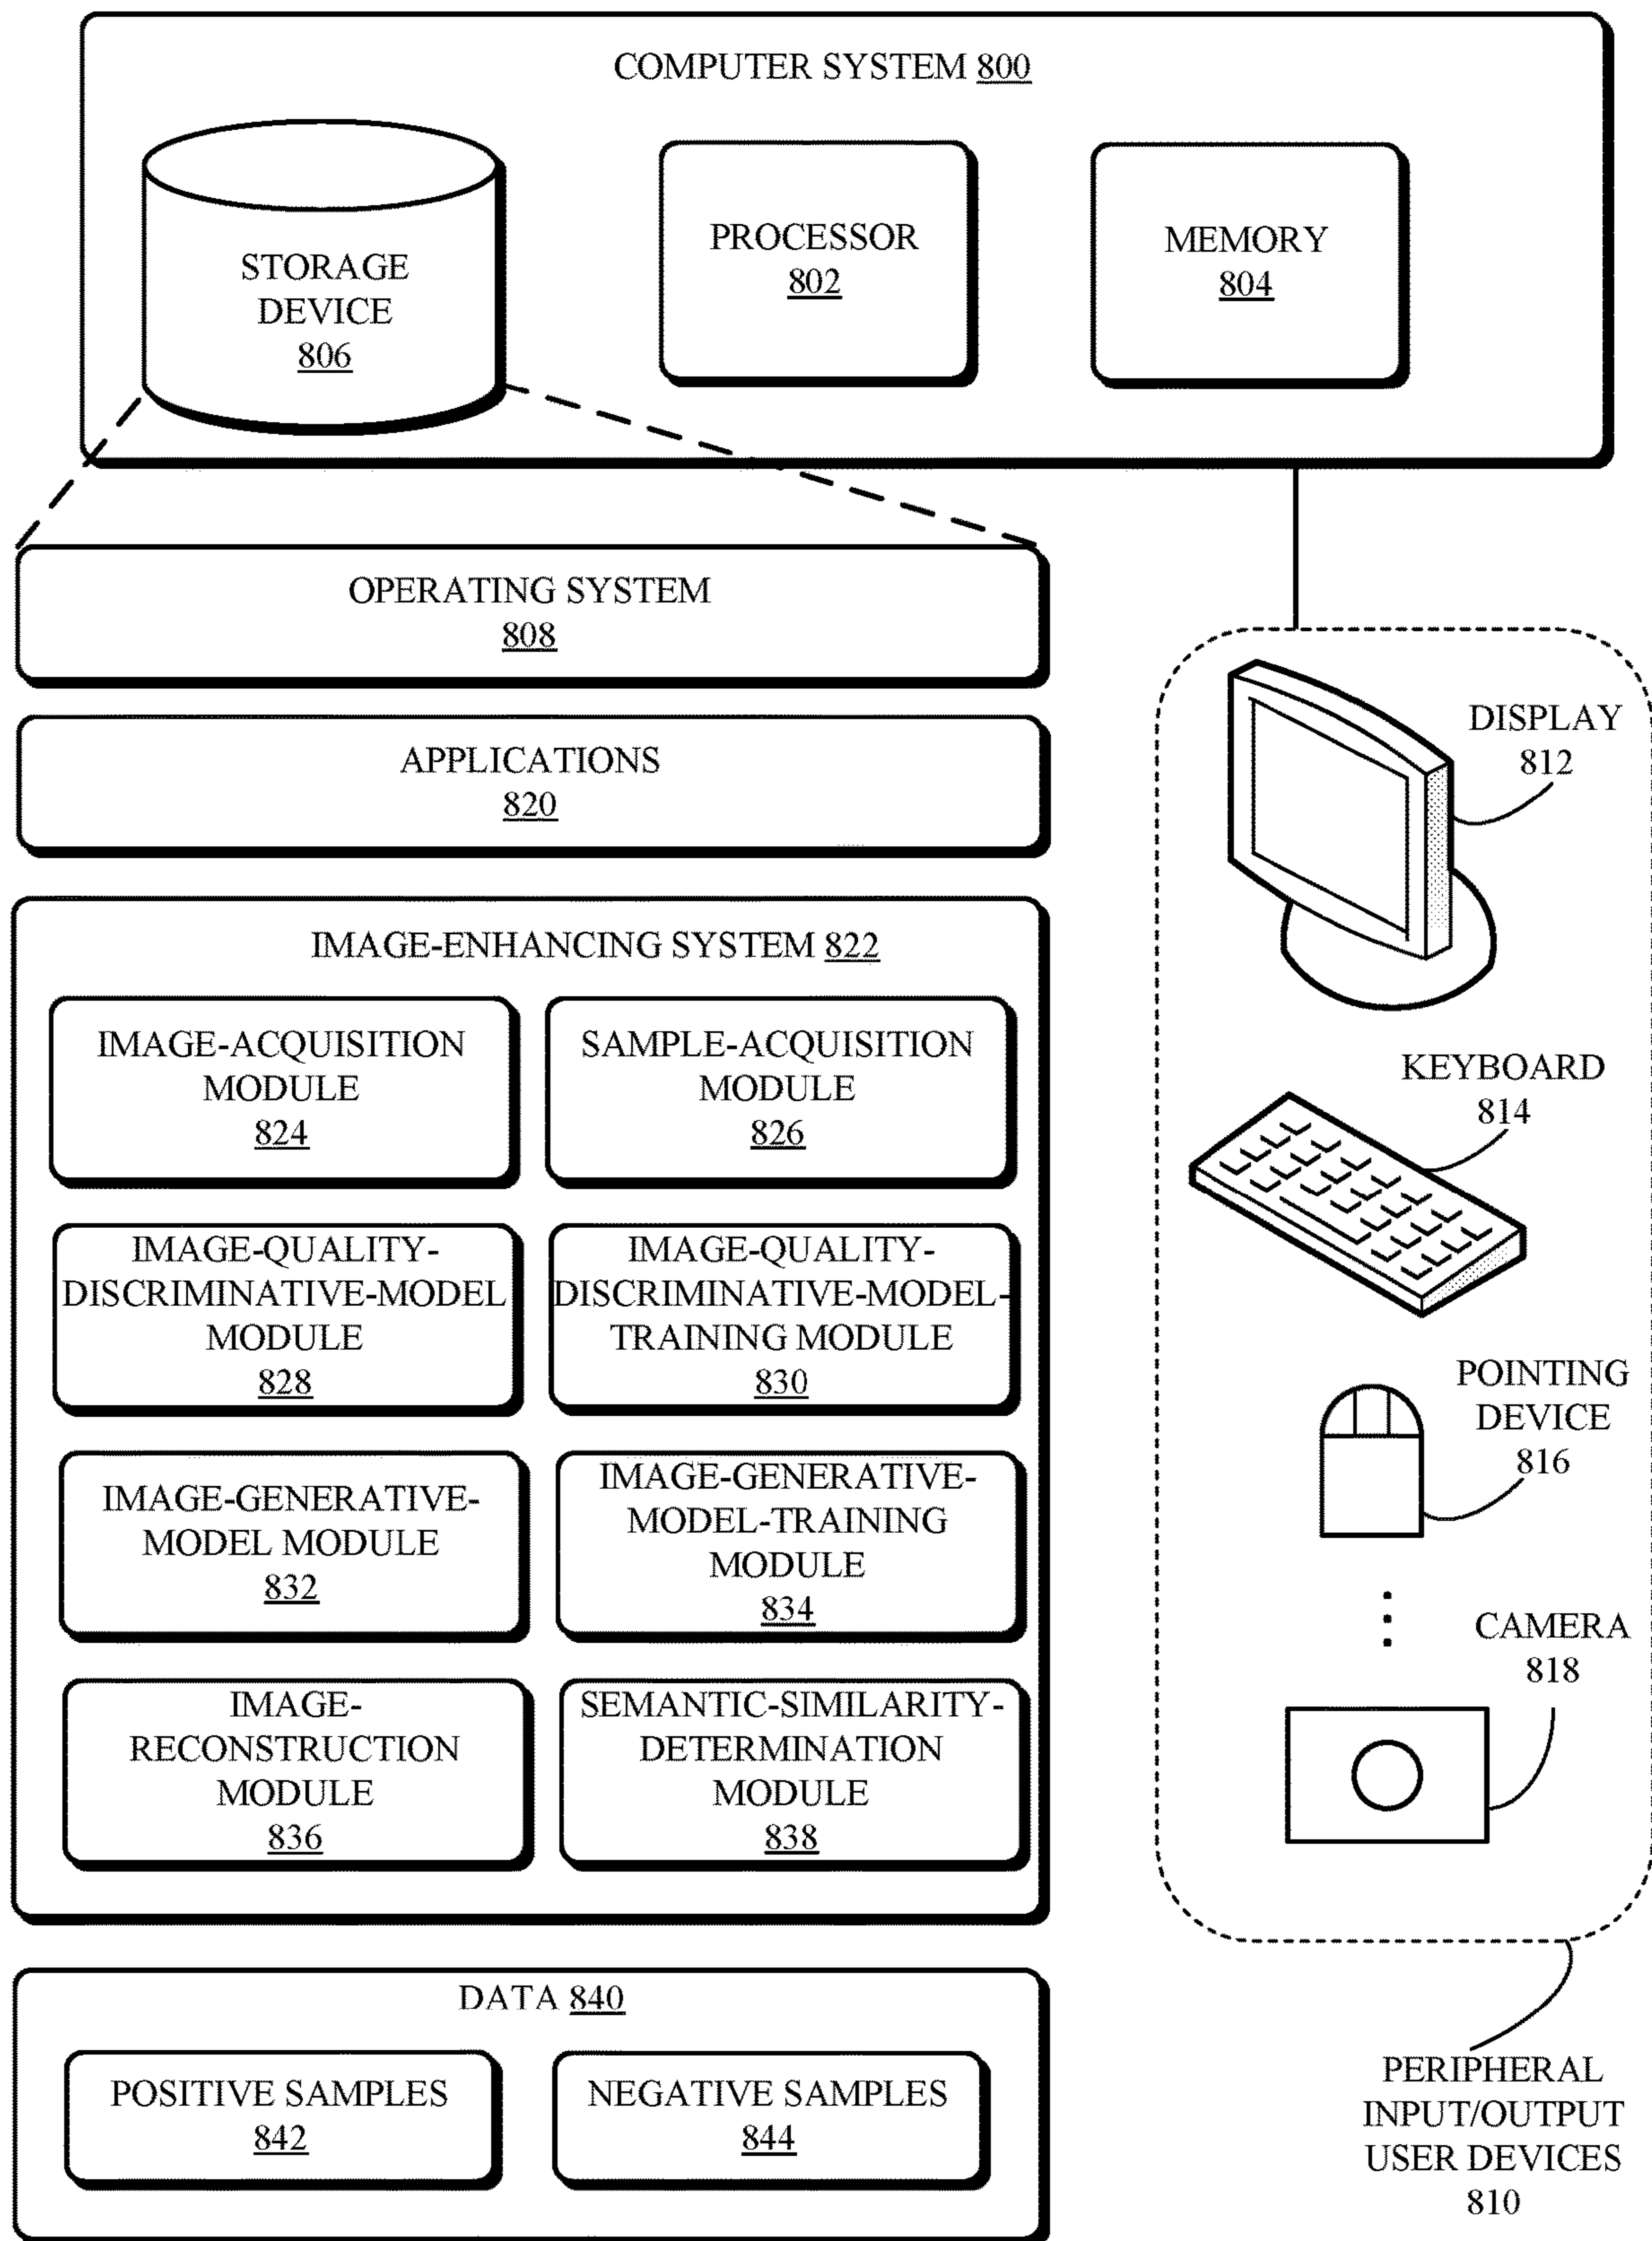 COMPUTER SYSTEM 800
STORAGE
DEVICE
806
PROCESSOR
802
MEMORY
804
OPERATING SYSTEM
808
APPLICATIONS
820
IMAGE-ENHANCING SYSTEM 822
IMAGE-ACQUISITION
MODULE
824
SAMPLE-ACQUISITION
MODULE
826
IMAGE-QUALITY-
DISCRIMINATIVE-MODEL
MODULE
828
IMAGE-QUALITY-
DISCRIMINATIVE-MODEL-
TRAINING MODULE
830
IMAGE-GENERATIVE-
MODEL MODULE
832
IMAGE-GENERATIVE-
MODEL-TRAINING
MODULE
834
IMAGE-
RECONSTRUCTION
MODULE
836
SEMANTIC-SIMILARITY-
DETERMINATION
MODULE
838
DATA 840
POSITIVE SAMPLES
842
NEGATIVE SAMPLES
844
DISPLAY
812
KEYBOARD
814
POINTING
DEVICE
816
CAMERA
818
PERIPHERAL
INPUT/OUTPUT
USER DEVICES
810